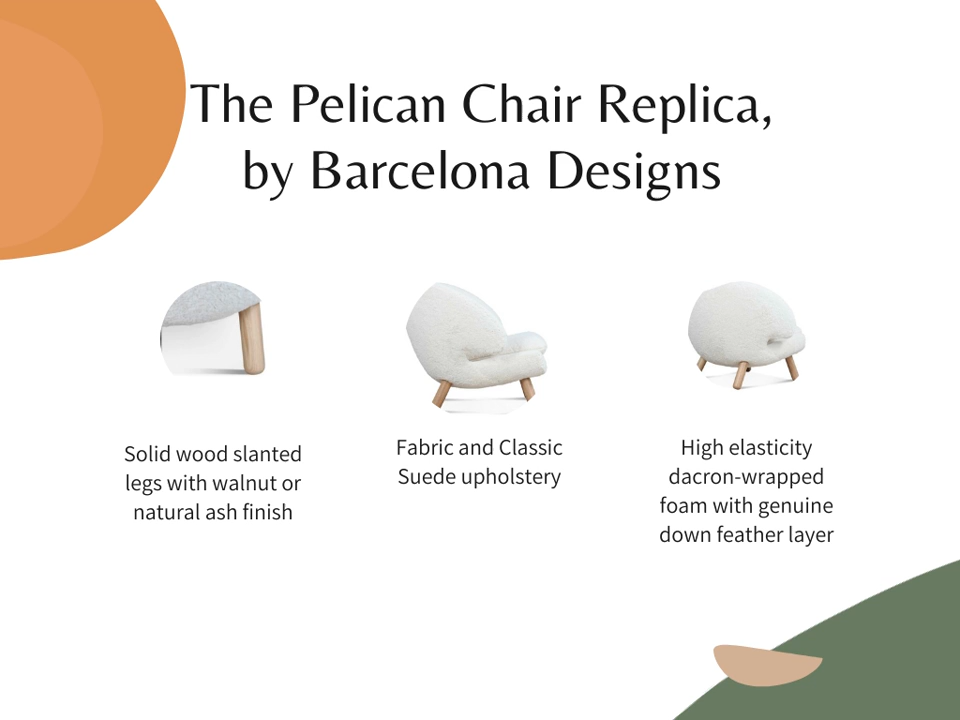 The Pelican Chair Replica,
by Barcelona Designs
Solid wood slanted
legs with walnut or
natural ash finish
Fabric and Classic
Suede upholstery
High elasticity
dacron-wrapped
foam with genuine
down feather layer